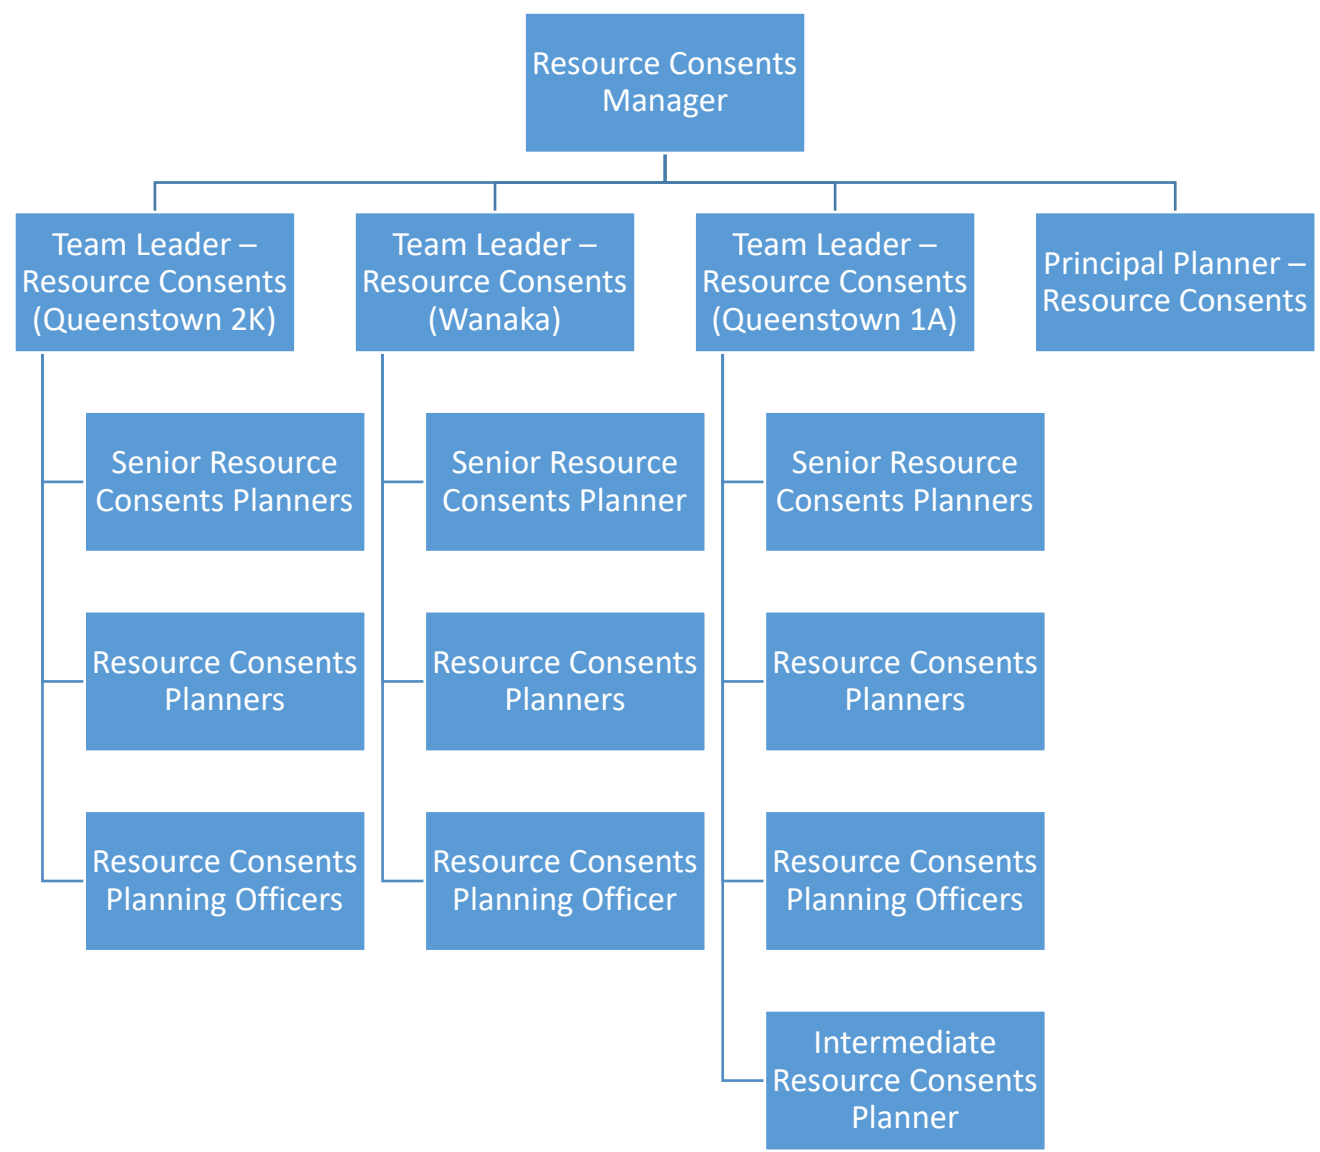 Resource Consents
Manager
Team Leader –
Resource Consents
(Queenstown 2K)
Team Leader –
Resource Consents
(Wanaka)
Team Leader –
Resource Consents
(Queenstown 1A)
Principal Planner –
Resource Consents
Senior Resource
Consents Planners
Senior Resource
Consents Planner
Senior Resource
Consents Planners
Resource Consents
Planners
Resource Consents
Planners
Resource Consents
Planners
Resource Consents
Planning Officers
Resource Consents
Planning Officer
Resource Consents
Planning Officers
Intermediate
Resource Consents
Planner